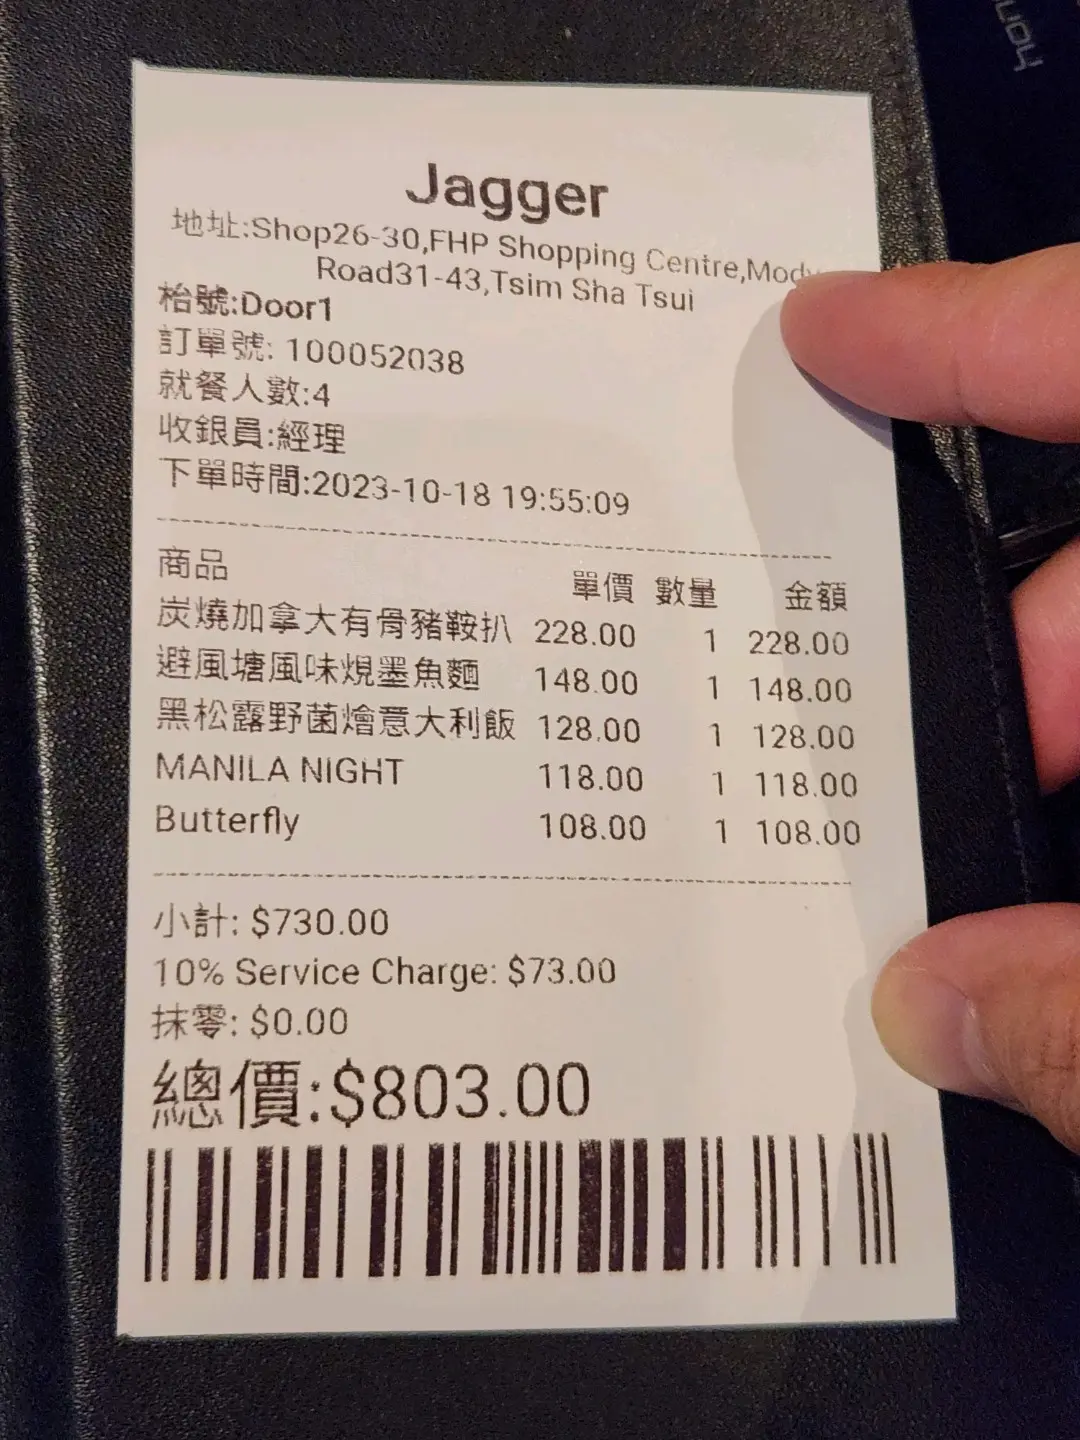 Jagger
地址:Shop26-30,FHP Shopping Centre,Mody
Road31-43,Tsim Sha Tsui
枱號:Door1
訂單號: 100052038
就餐人數:4
收銀員:經理
下單時間:2023-10-18 19:55:09
商品 單價 數量 金額
炭燒加拿大有骨豬鞍扒 228.00 1 228.00
避風塘風味焗墨魚麵 148.00 1 148.00
黑松露野菌燴意大利飯 128.00 1 128.00
MANILA NIGHT 118.00 1 118.00
Butterfly 108.00 1 108.00
小計: $730.00
10% Service Charge: $73.00
抹零: $0.00
總價:$803.00